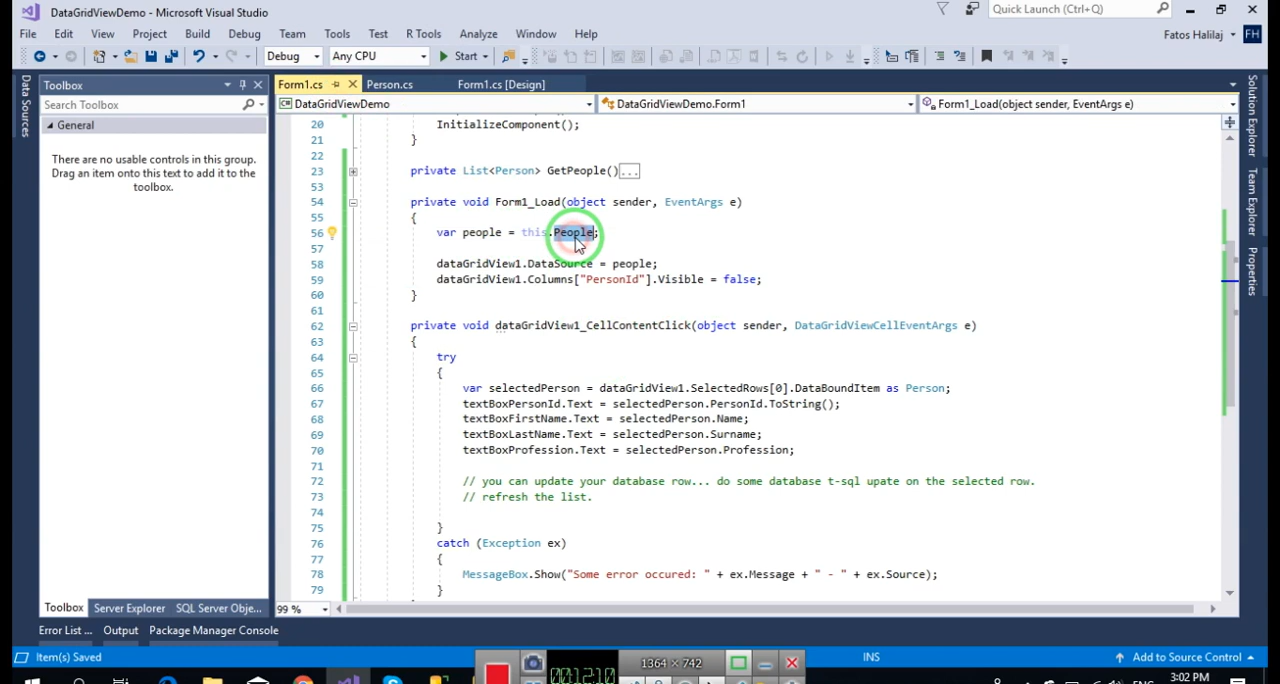 DataGridViewDemo - Microsoft Visual Studio
Quick Launch (Ctrl+Q)
File Edit View Project Build Debug Team Tools Test R Tools Analyze Window Help
Fatos Halilaj FH
Debug Any CPU Start
Data Sources
Toolbox
Search Toolbox
General
There are no usable controls in this group.
Drag an item onto this text to add it to the
toolbox.
Form1.cs Person.cs Form1.cs [Design]
DataGridViewDemo DataGridViewDemo.Form1 Form1_Load(object sender, EventArgs e)
20 InitializeComponent();
21 }
22
23 private List<Person> GetPeople()...
53
54 private void Form1_Load(object sender, EventArgs e)
55 {
56 var people = this.People;
57
58 dataGridView1.DataSource = people;
59 dataGridView1.Columns["PersonId"].Visible = false;
60 }
61
62 private void dataGridView1_CellContentClick(object sender, DataGridViewCellEventArgs e)
63 {
64 try
65 {
66 var selectedPerson = dataGridView1.SelectedRows[0].DataBoundItem as Person;
67 textBoxPersonId.Text = selectedPerson.PersonId.ToString();
68 textBoxFirstName.Text = selectedPerson.Name;
69 textBoxLastName.Text = selectedPerson.Surname;
70 textBoxProfession.Text = selectedPerson.Profession;
71
72 // you can update your database row... do some database t-sql upate on the selected row.
73 // refresh the list.
74
75 }
76 catch (Exception ex)
77 {
78 MessageBox.Show("Some error occured: " + ex.Message + " - " + ex.Source);
79 }
Solution Explorer
Team Explorer
Properties
Toolbox Server Explorer SQL Server Obje...
99 %
Error List ... Output Package Manager Console
Item(s) Saved INS Add to Source Control
00:12:10
1364 × 742
ENG 3:02 PM